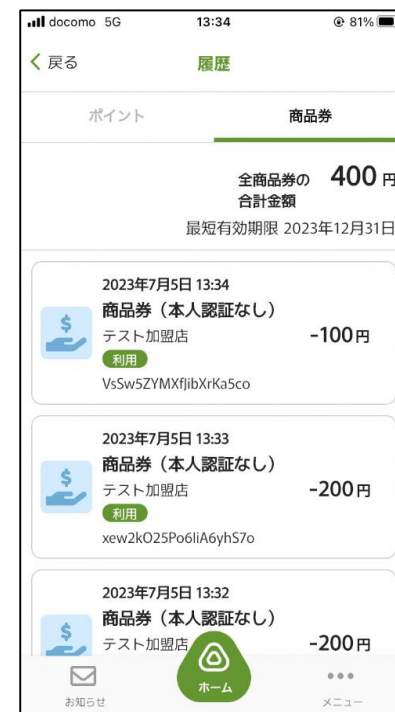 docomo 5G 13:34 81%
戻る 履歴
ポイント 商品券
全商品券の 400 円
合計金額
最短有効期限 2023年12月31日
2023年7月5日 13:34
商品券（本人認証なし）
テスト加盟店 -100円
利用
VsSw5ZYMXfJibXrKa5co
2023年7月5日 13:33
商品券（本人認証なし）
テスト加盟店 -200円
利用
xew2kO25Po6IiA6yhS7o
2023年7月5日 13:32
商品券（本人認証なし）
テスト加盟店 -200円
お知らせ ホーム メニュー